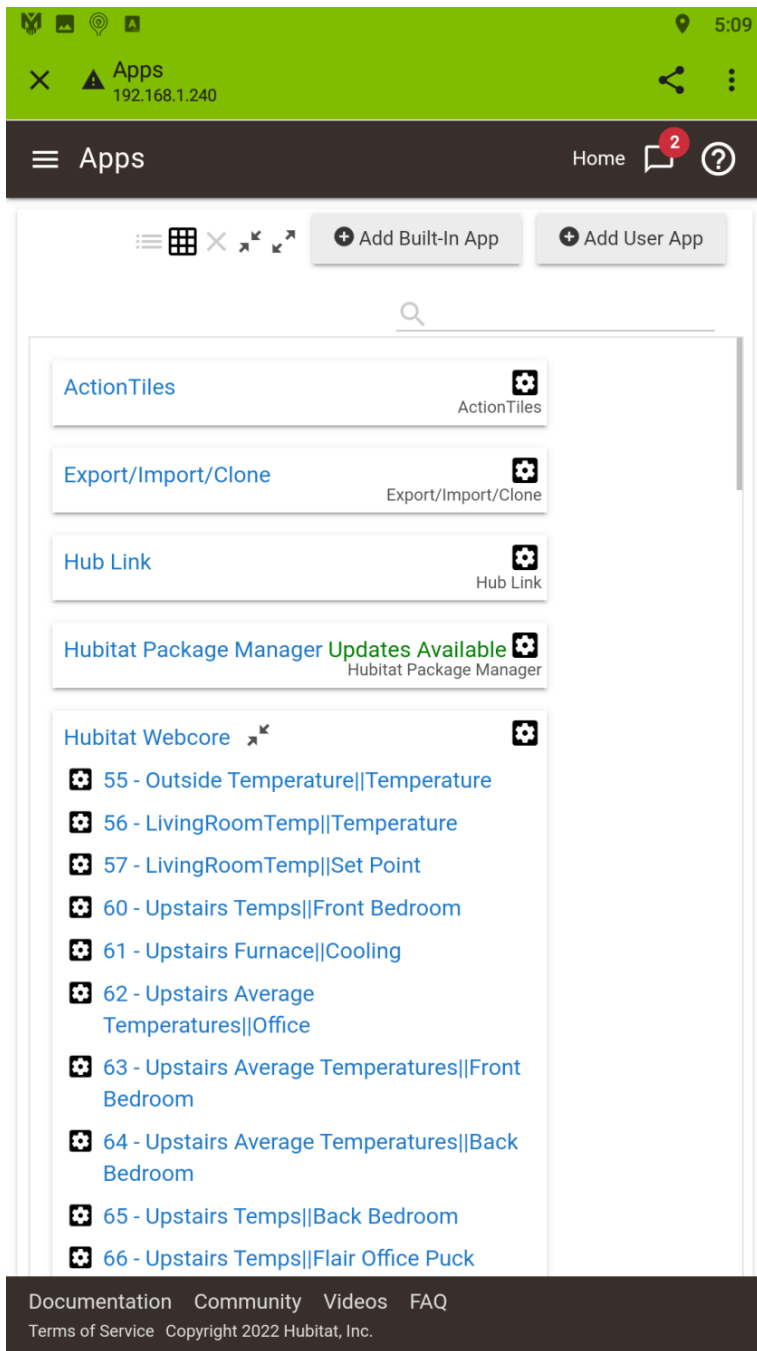 5:09
Apps
192.168.1.240
Apps
Home
2
Add Built-In App
Add User App
ActionTiles
ActionTiles
Export/Import/Clone
Export/Import/Clone
Hub Link
Hub Link
Hubitat Package Manager Updates Available
Hubitat Package Manager
Hubitat Webcore
55 - Outside Temperature||Temperature
56 - LivingRoomTemp||Temperature
57 - LivingRoomTemp||Set Point
60 - Upstairs Temps||Front Bedroom
61 - Upstairs Furnace||Cooling
62 - Upstairs Average
Temperatures||Office
63 - Upstairs Average Temperatures||Front
Bedroom
64 - Upstairs Average Temperatures||Back
Bedroom
65 - Upstairs Temps||Back Bedroom
66 - Upstairs Temps||Flair Office Puck
Documentation Community Videos FAQ
Terms of Service Copyright 2022 Hubitat, Inc.